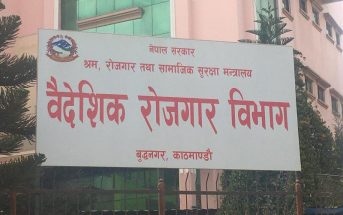 नेपाल सरकार
श्रम, रोजगार तथा सामाजिक सुरक्षा मन्त्रालय
वैदेशिक रोजगार विभाग
बुद्धनगर, काठमाण्डौ